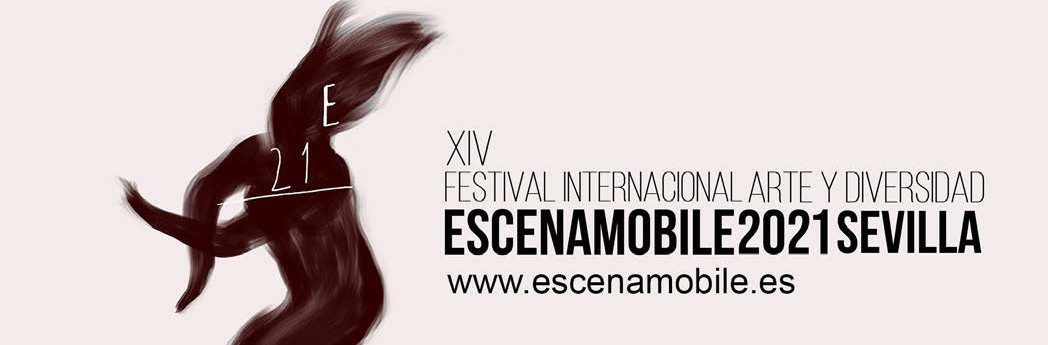 E
21
XIV
FESTIVAL INTERNACIONAL ARTE Y DIVERSIDAD
ESCENAMOBILE2021SEVILLA
www.escenamobile.es